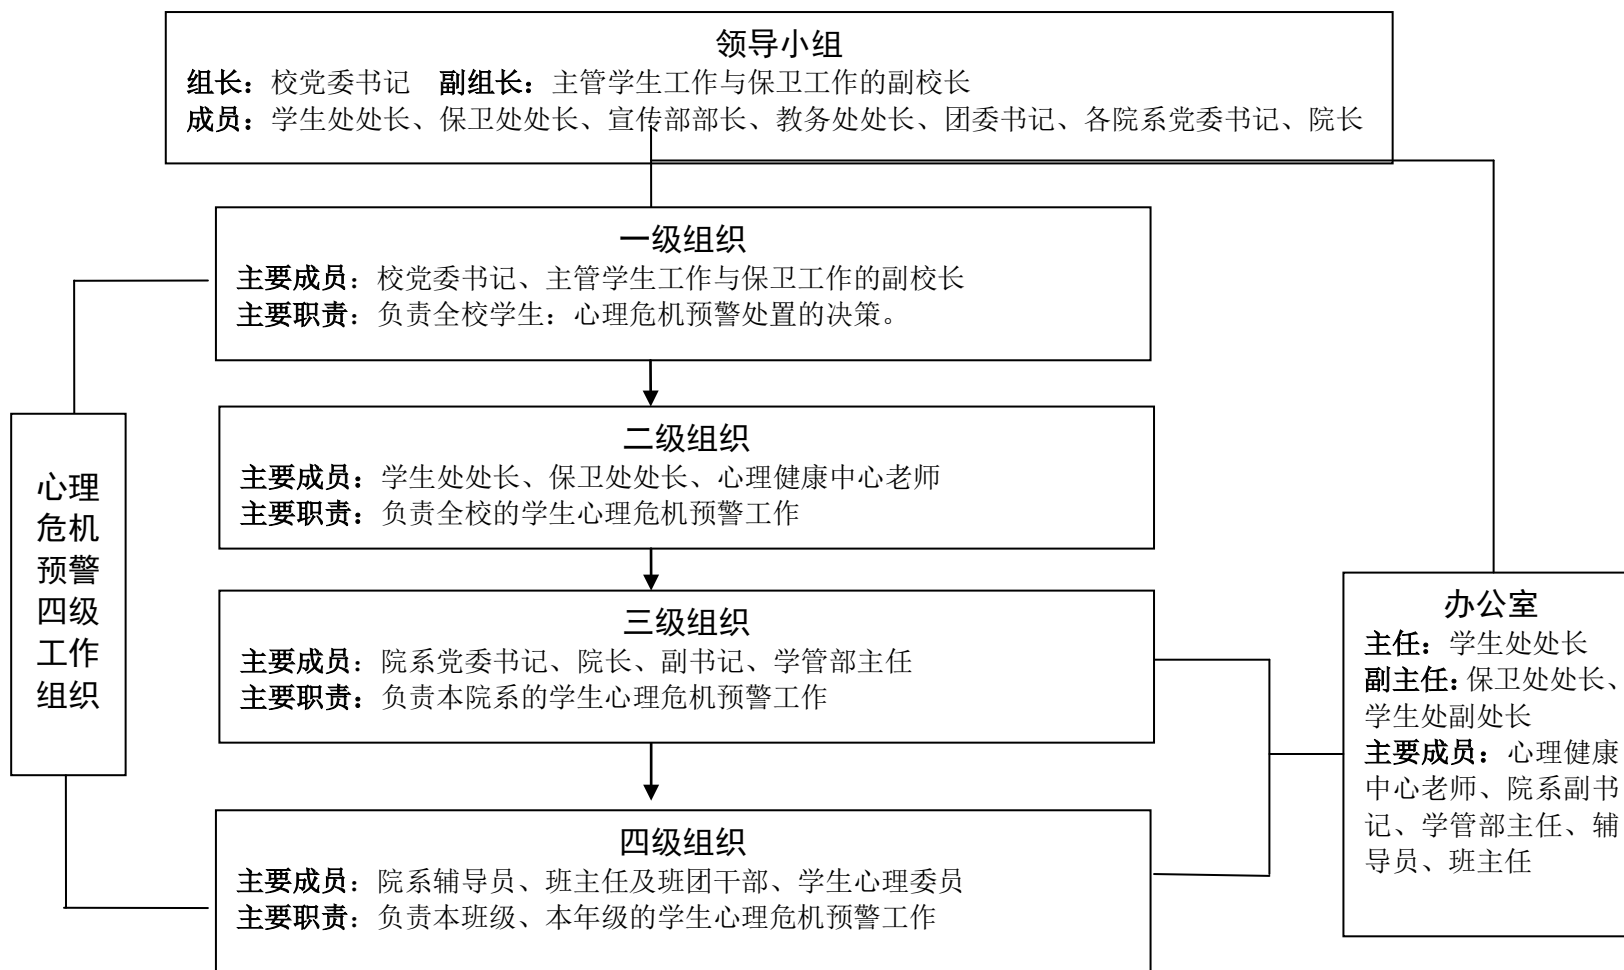 领导小组
组长：校党委书记 副组长：主管学生工作与保卫工作的副校长
成员：学生处处长、保卫处处长、宣传部部长、教务处处长、团委书记、各院系党委书记、院长
一级组织
主要成员：校党委书记、主管学生工作与保卫工作的副校长
主要职责：负责全校学生：心理危机预警处置的决策。
二级组织
主要成员：学生处处长、保卫处处长、心理健康中心老师
主要职责：负责全校的学生心理危机预警工作
三级组织
主要成员：院系党委书记、院长、副书记、学管部主任
主要职责：负责本院系的学生心理危机预警工作
四级组织
主要成员：院系辅导员、班主任及班团干部、学生心理委员
主要职责：负责本班级、本年级的学生心理危机预警工作
心理
危机
预警
四级
工作
组织
办公室
主任：学生处处长
副主任：保卫处处长、
学生处副处长
主要成员：心理健康
中心老师、院系副书
记、学管部主任、辅
导员、班主任